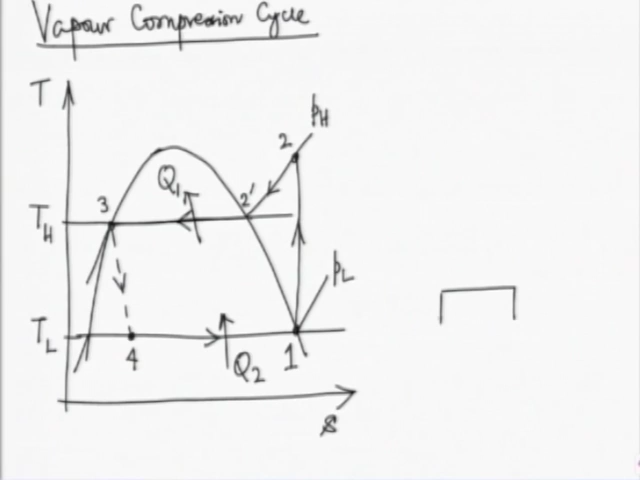 Vapour Compression Cycle
T
p_H
2
Q_1
2'
3
T_H
p_L
T_L
4
Q_2
1
s